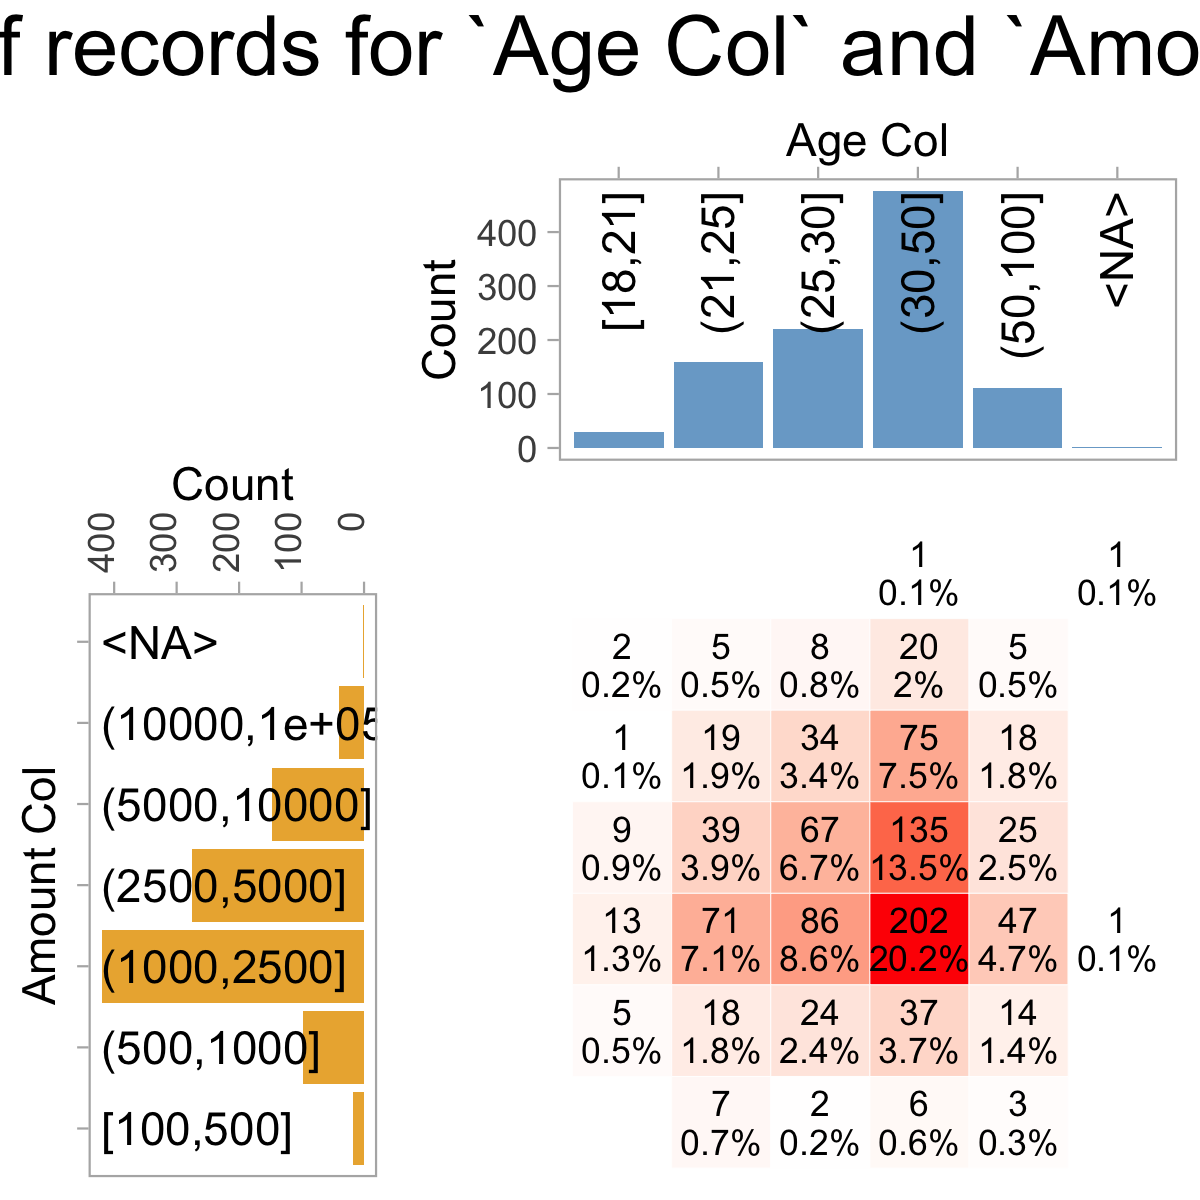 f records for `Age Col` and `Amo
Age Col
[18,21] (21,25] (25,30] (30,50] (50,100] <NA>
Count
400
300
200
100
0
Count
400 300 200 100 0
Amount Col
<NA>
(10000,1e+05
(5000,10000]
(2500,5000]
(1000,2500]
(500,1000]
[100,500]
1 1
0.1% 0.1%
2 5 8 20 5
0.2% 0.5% 0.8% 2% 0.5%
1 19 34 75 18
0.1% 1.9% 3.4% 7.5% 1.8%
9 39 67 135 25
0.9% 3.9% 6.7% 13.5% 2.5%
13 71 86 202 47 1
1.3% 7.1% 8.6% 20.2% 4.7% 0.1%
5 18 24 37 14
0.5% 1.8% 2.4% 3.7% 1.4%
7 2 6 3
0.7% 0.2% 0.6% 0.3%